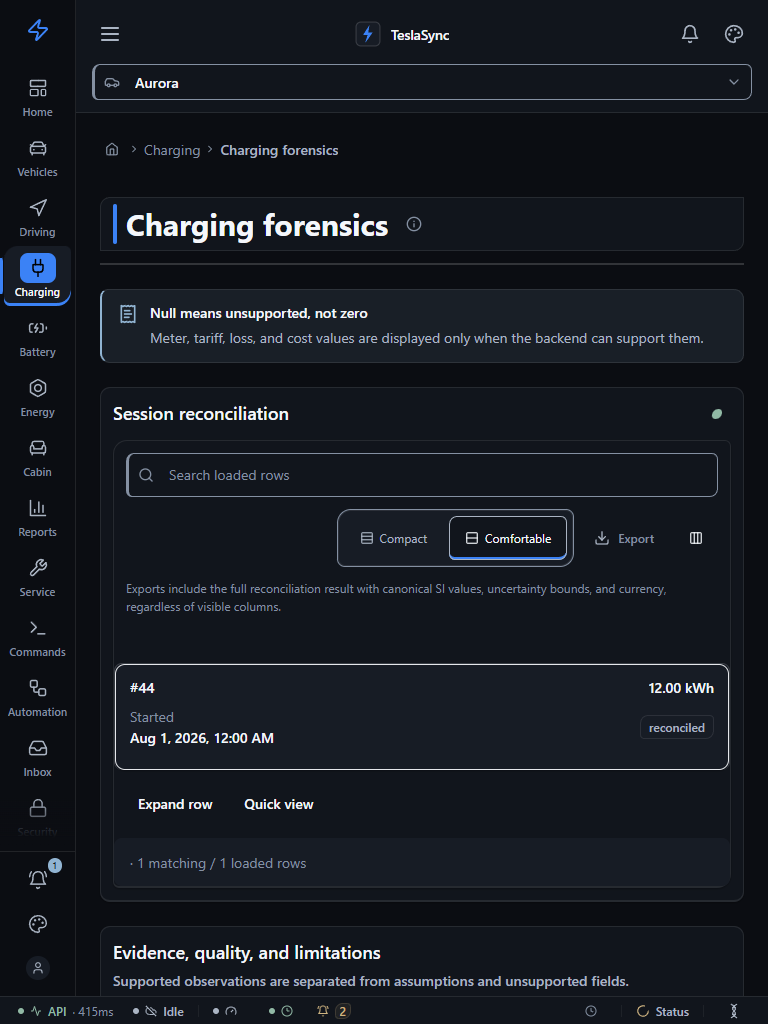 TeslaSync
Aurora
Home
Vehicles
Driving
Charging
Battery
Energy
Cabin
Reports
Service
Commands
Automation
Inbox
Security
1
Charging > Charging forensics
Charging forensics
Null means unsupported, not zero
Meter, tariff, loss, and cost values are displayed only when the backend can support them.
Session reconciliation
Search loaded rows
Compact
Comfortable
Export
Exports include the full reconciliation result with canonical SI values, uncertainty bounds, and currency,
regardless of visible columns.
#44
12.00 kWh
Started
Aug 1, 2026, 12:00 AM
reconciled
Expand row
Quick view
· 1 matching / 1 loaded rows
Evidence, quality, and limitations
Supported observations are separated from assumptions and unsupported fields.
API · 415ms
Idle
2
Status